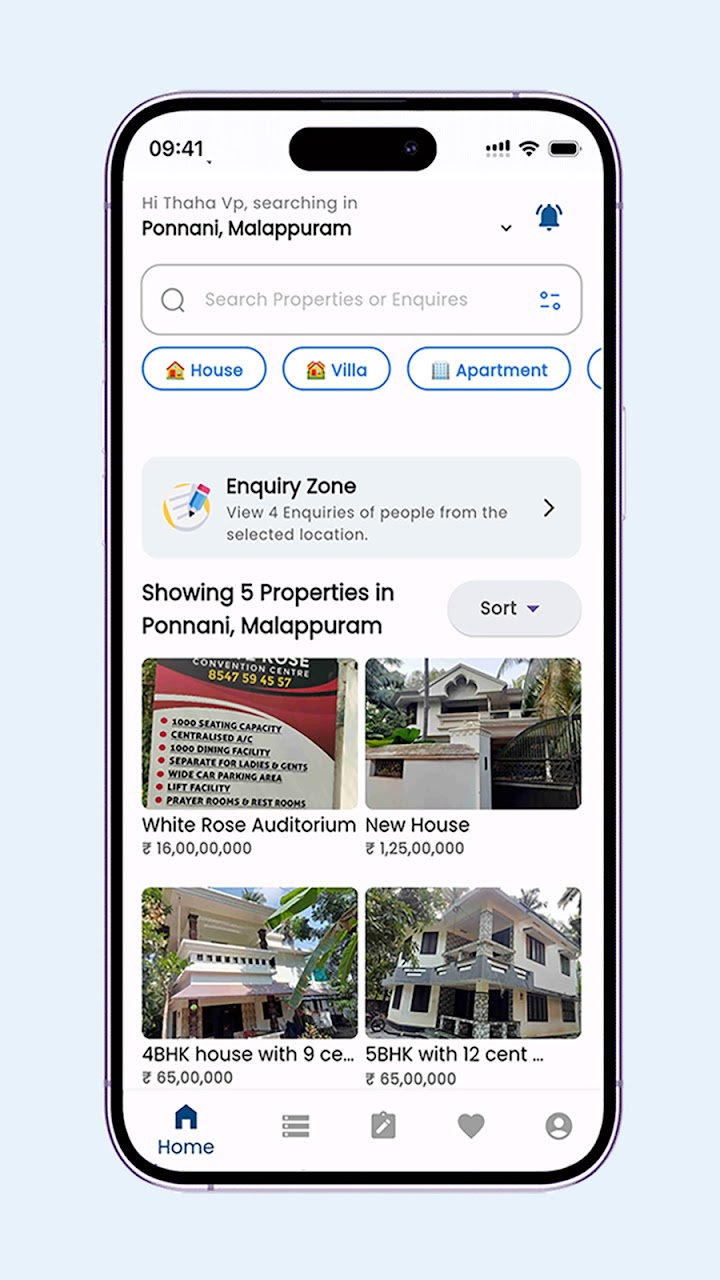 09:41
Hi Thaha Vp, searching in
Ponnani, Malappuram
Search Properties or Enquires
House
Villa
Apartment
Enquiry Zone
View 4 Enquiries of people from the
selected location.
Showing 5 Properties in
Ponnani, Malappuram
Sort
ROSE
CONVENTION CENTRE
8547 59 45 57
1000 SEATING CAPACITY
CENTRALISED A/C
1000 DINING FACILITY
SEPARATE FOR LADIES & GENTS
WIDE CAR PARKING AREA
LIFT FACILITY
PRAYER ROOMS & REST ROOMS
White Rose Auditorium
₹ 16,00,00,000
New House
₹ 1,25,00,000
4BHK house with 9 ce...
₹ 65,00,000
5BHK with 12 cent ...
₹ 65,00,000
Home